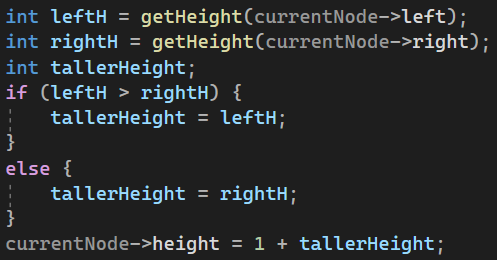 int leftH = getHeight(currentNode->left);
int rightH = getHeight(currentNode->right);
int tallerHeight;
if (leftH > rightH) {
    tallerHeight = leftH;
}
else {
    tallerHeight = rightH;
}
currentNode->height = 1 + tallerHeight;